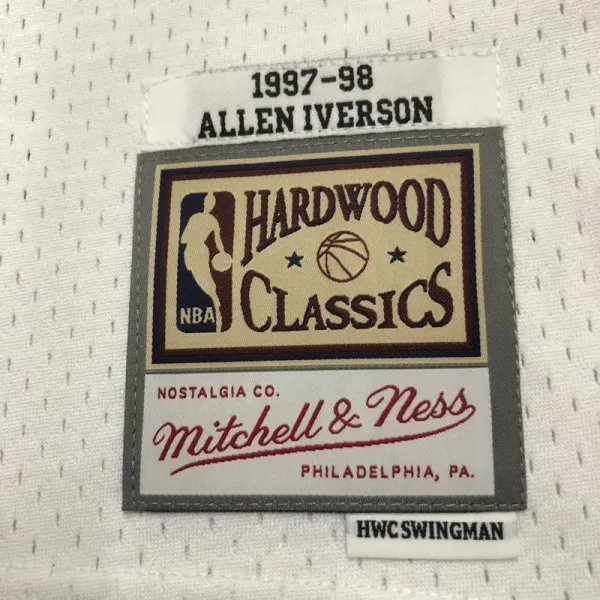 1997-98
ALLEN IVERSON
HARDWOOD
CLASSICS
NBA
NOSTALGIA CO.
Mitchell & Ness
PHILADELPHIA, PA.
HWC SWINGMAN